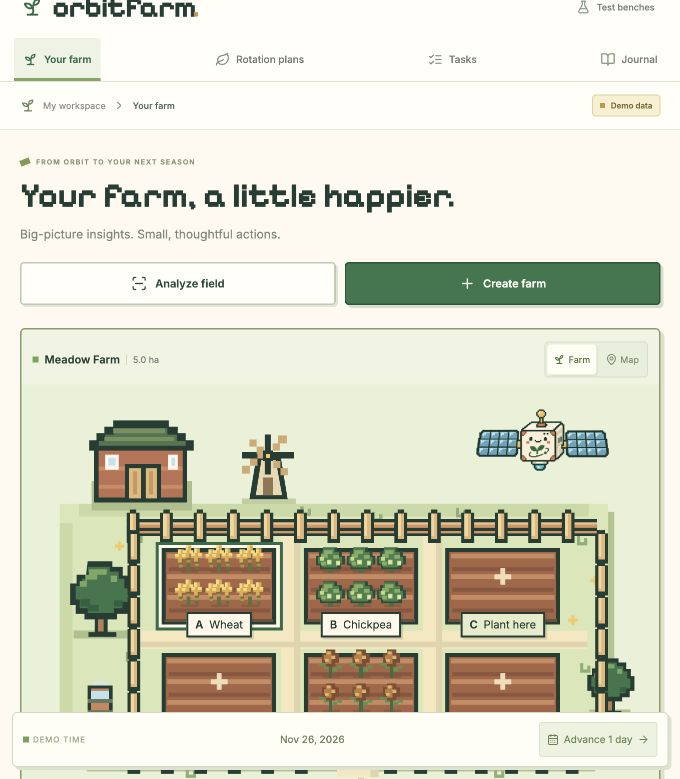 orbitFarm.
Test benches
Your farm
Rotation plans
Tasks
Journal
My workspace > Your farm
Demo data
FROM ORBIT TO YOUR NEXT SEASON
Your farm, a little happier.
Big-picture insights. Small, thoughtful actions.
Analyze field
Create farm
Meadow Farm
5.0 ha
Farm
Map
A Wheat
B Chickpea
C Plant here
DEMO TIME
Nov 26, 2026
Advance 1 day →